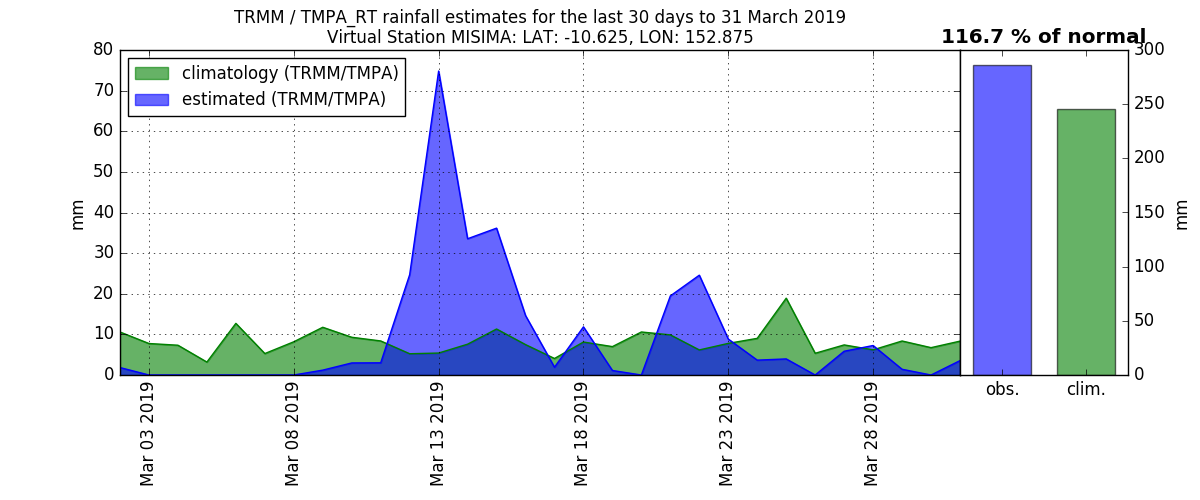 TRMM / TMPA_RT rainfall estimates for the last 30 days to 31 March 2019
Virtual Station MISIMA: LAT: -10.625, LON: 152.875
116.7 % of normal
climatology (TRMM/TMPA)
estimated (TRMM/TMPA)
80
70
60
50
40
30
20
10
0
mm
300
250
200
150
100
50
0
mm
Mar 03 2019
Mar 08 2019
Mar 13 2019
Mar 18 2019
Mar 23 2019
Mar 28 2019
obs.
clim.